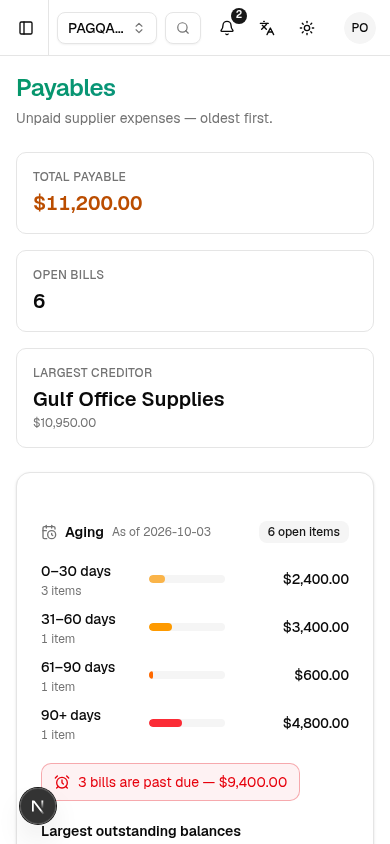 PAGQA...
2
PO
Payables
Unpaid supplier expenses — oldest first.
TOTAL PAYABLE
$11,200.00
OPEN BILLS
6
LARGEST CREDITOR
Gulf Office Supplies
$10,950.00
Aging As of 2026-10-03 6 open items
0–30 days $2,400.00
3 items
31–60 days $3,400.00
1 item
61–90 days $600.00
1 item
90+ days $4,800.00
1 item
3 bills are past due — $9,400.00
N
Largest outstanding balances